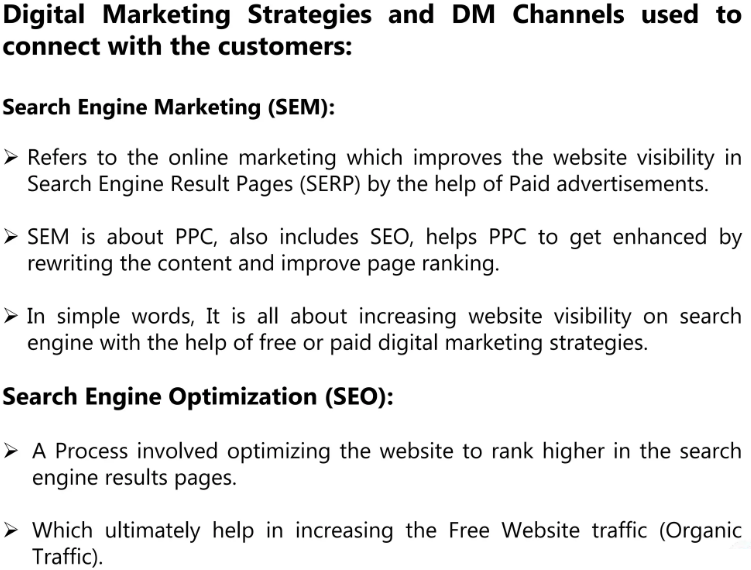 Digital Marketing Strategies and DM Channels used to
connect with the customers:
Search Engine Marketing (SEM):
➢ Refers to the online marketing which improves the website visibility in
Search Engine Result Pages (SERP) by the help of Paid advertisements.
➢ SEM is about PPC, also includes SEO, helps PPC to get enhanced by
rewriting the content and improve page ranking.
➢ In simple words, It is all about increasing website visibility on search
engine with the help of free or paid digital marketing strategies.
Search Engine Optimization (SEO):
➢ A Process involved optimizing the website to rank higher in the search
engine results pages.
➢ Which ultimately help in increasing the Free Website traffic (Organic
Traffic).